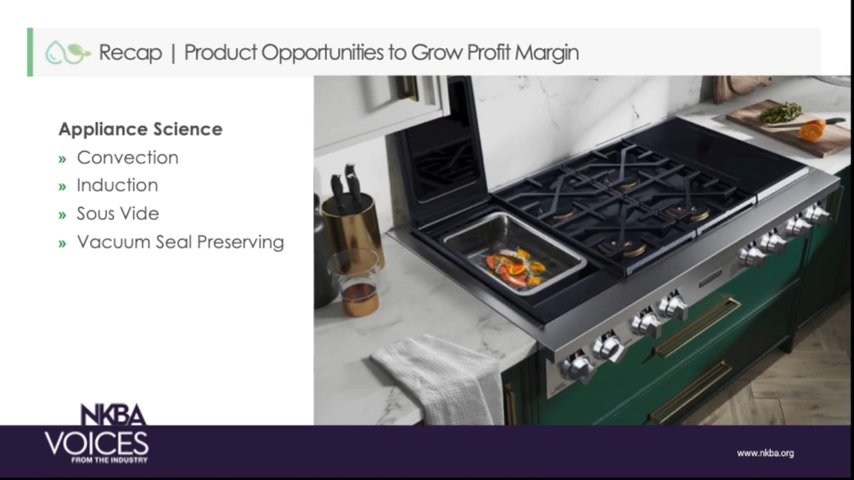 Recap | Product Opportunities to Grow Profit Margin
Appliance Science
» Convection
» Induction
» Sous Vide
» Vacuum Seal Preserving
NKBA
VOICES
FROM THE INDUSTRY
www.nkba.org